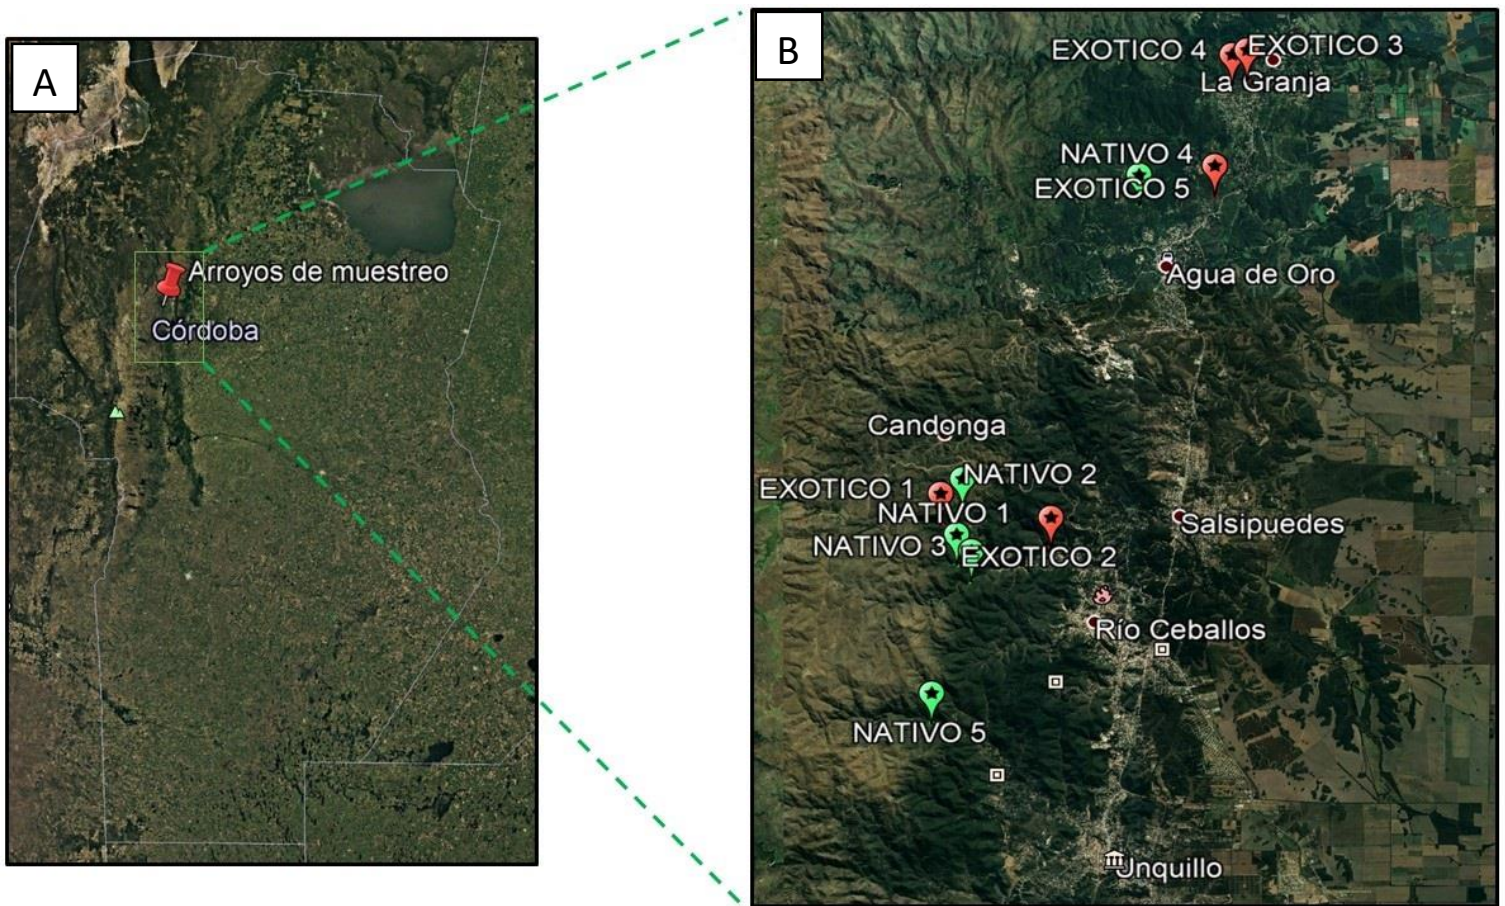 A
Arroyos de muestreo
Córdoba
B
EXOTICO 4
EXOTICO 3
La Granja
NATIVO 4
EXOTICO 5
Agua de Oro
Candonga
NATIVO 2
EXOTICO 1
NATIVO 1
Salsipuedes
NATIVO 3
EXOTICO 2
Río Ceballos
NATIVO 5
Unquillo